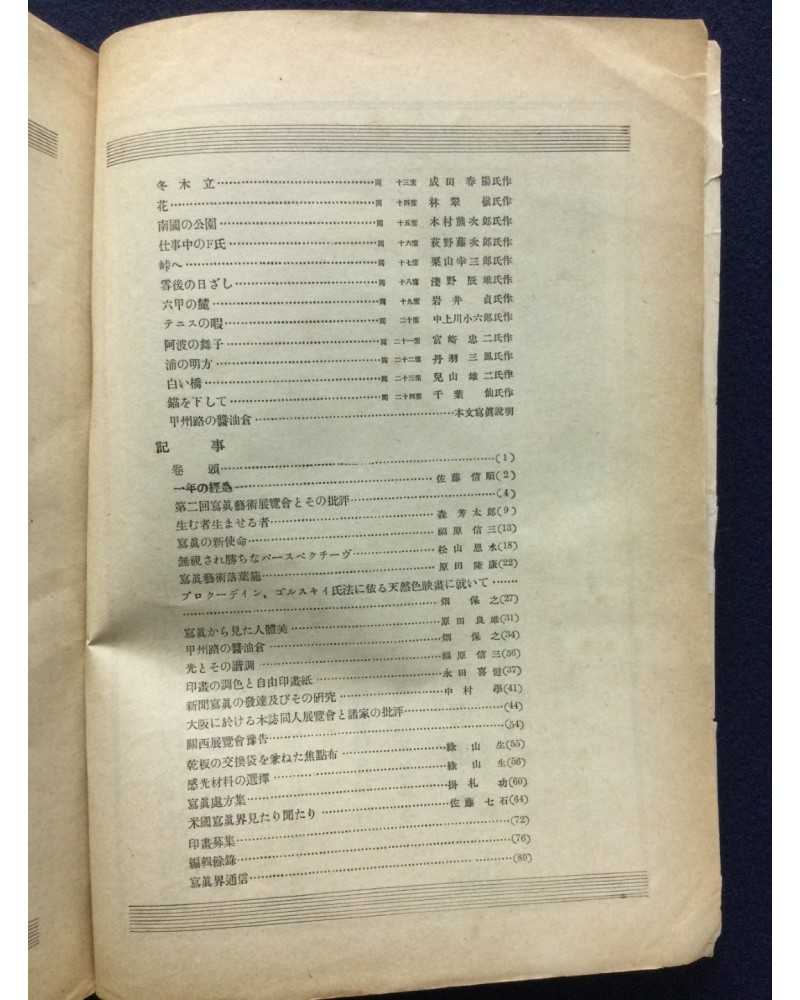 冬木立……………………………………圖 十三圖 成田春陽氏作
花……………………………………圖 十四圖 林翠 氏作
南國の公園……………………………………圖 十五圖 木村熊次郎氏作
仕事中のF氏……………………………………圖 十六圖 荻野藤次郎氏作
峠へ……………………………………圖 十七圖 栗山幸三郎氏作
雪後の日ざし……………………………………圖 十八圖 淺野辰雄氏作
六甲の麓……………………………………圖 十九圖 岩井貞氏作
テニスの暇……………………………………圖 二十圖 中上川小六郎氏作
阿波の舞子……………………………………圖 二十一圖 宮崎忠二氏作
浦の明方……………………………………圖 二十二圖 丹羽三鳳氏作
白い橋……………………………………圖 二十三圖 兒山雄二氏作
錨を下して……………………………………圖 二十四圖 千葉仙氏作
甲州路の醬油倉……………………………………本文寫眞説明
記事
卷頭……………………………………(1)
一年の經過……………………………………佐藤信順(2)
第二回寫眞藝術展覽會とその批評……………………………………(4)
生む者生ませる者……………………………………森芳太郎(9)
寫眞の新使命……………………………………福原信三(13)
無視され勝ちなパースペクチーヴ……………………………………松山思水(18)
寫眞藝術落葉籠……………………………………原田陸康(22)
プロクーデイン、ゴルスキイ氏法に依る天然色映畫に就いて……
……………………………………畑保之(27)
寫眞から見た人體美……………………………………原田良雄(31)
甲州路の醬油倉……………………………………畑保之(34)
光とその諧調……………………………………福原信三(36)
印畫の調色と自由印畫紙……………………………………永田喜健(37)
新聞寫眞の發達及びその研究……………………………………中村學(41)
大阪に於ける本誌同人展覽會と諸家の批評……………………………………(44)
關西展覽會豫告……………………………………(54)
乾板の交換袋を兼ねた焦點布……………………………………綠山生(55)
感光材料の選擇……………………………………綠山生(56)
寫眞處方集……………………………………掛札功(60)
米國寫眞界見たり聞たり……………………………………佐藤七石(64)
印畫募集……………………………………(72)
編輯餘錄……………………………………(76)
寫眞界通信……………………………………(80)